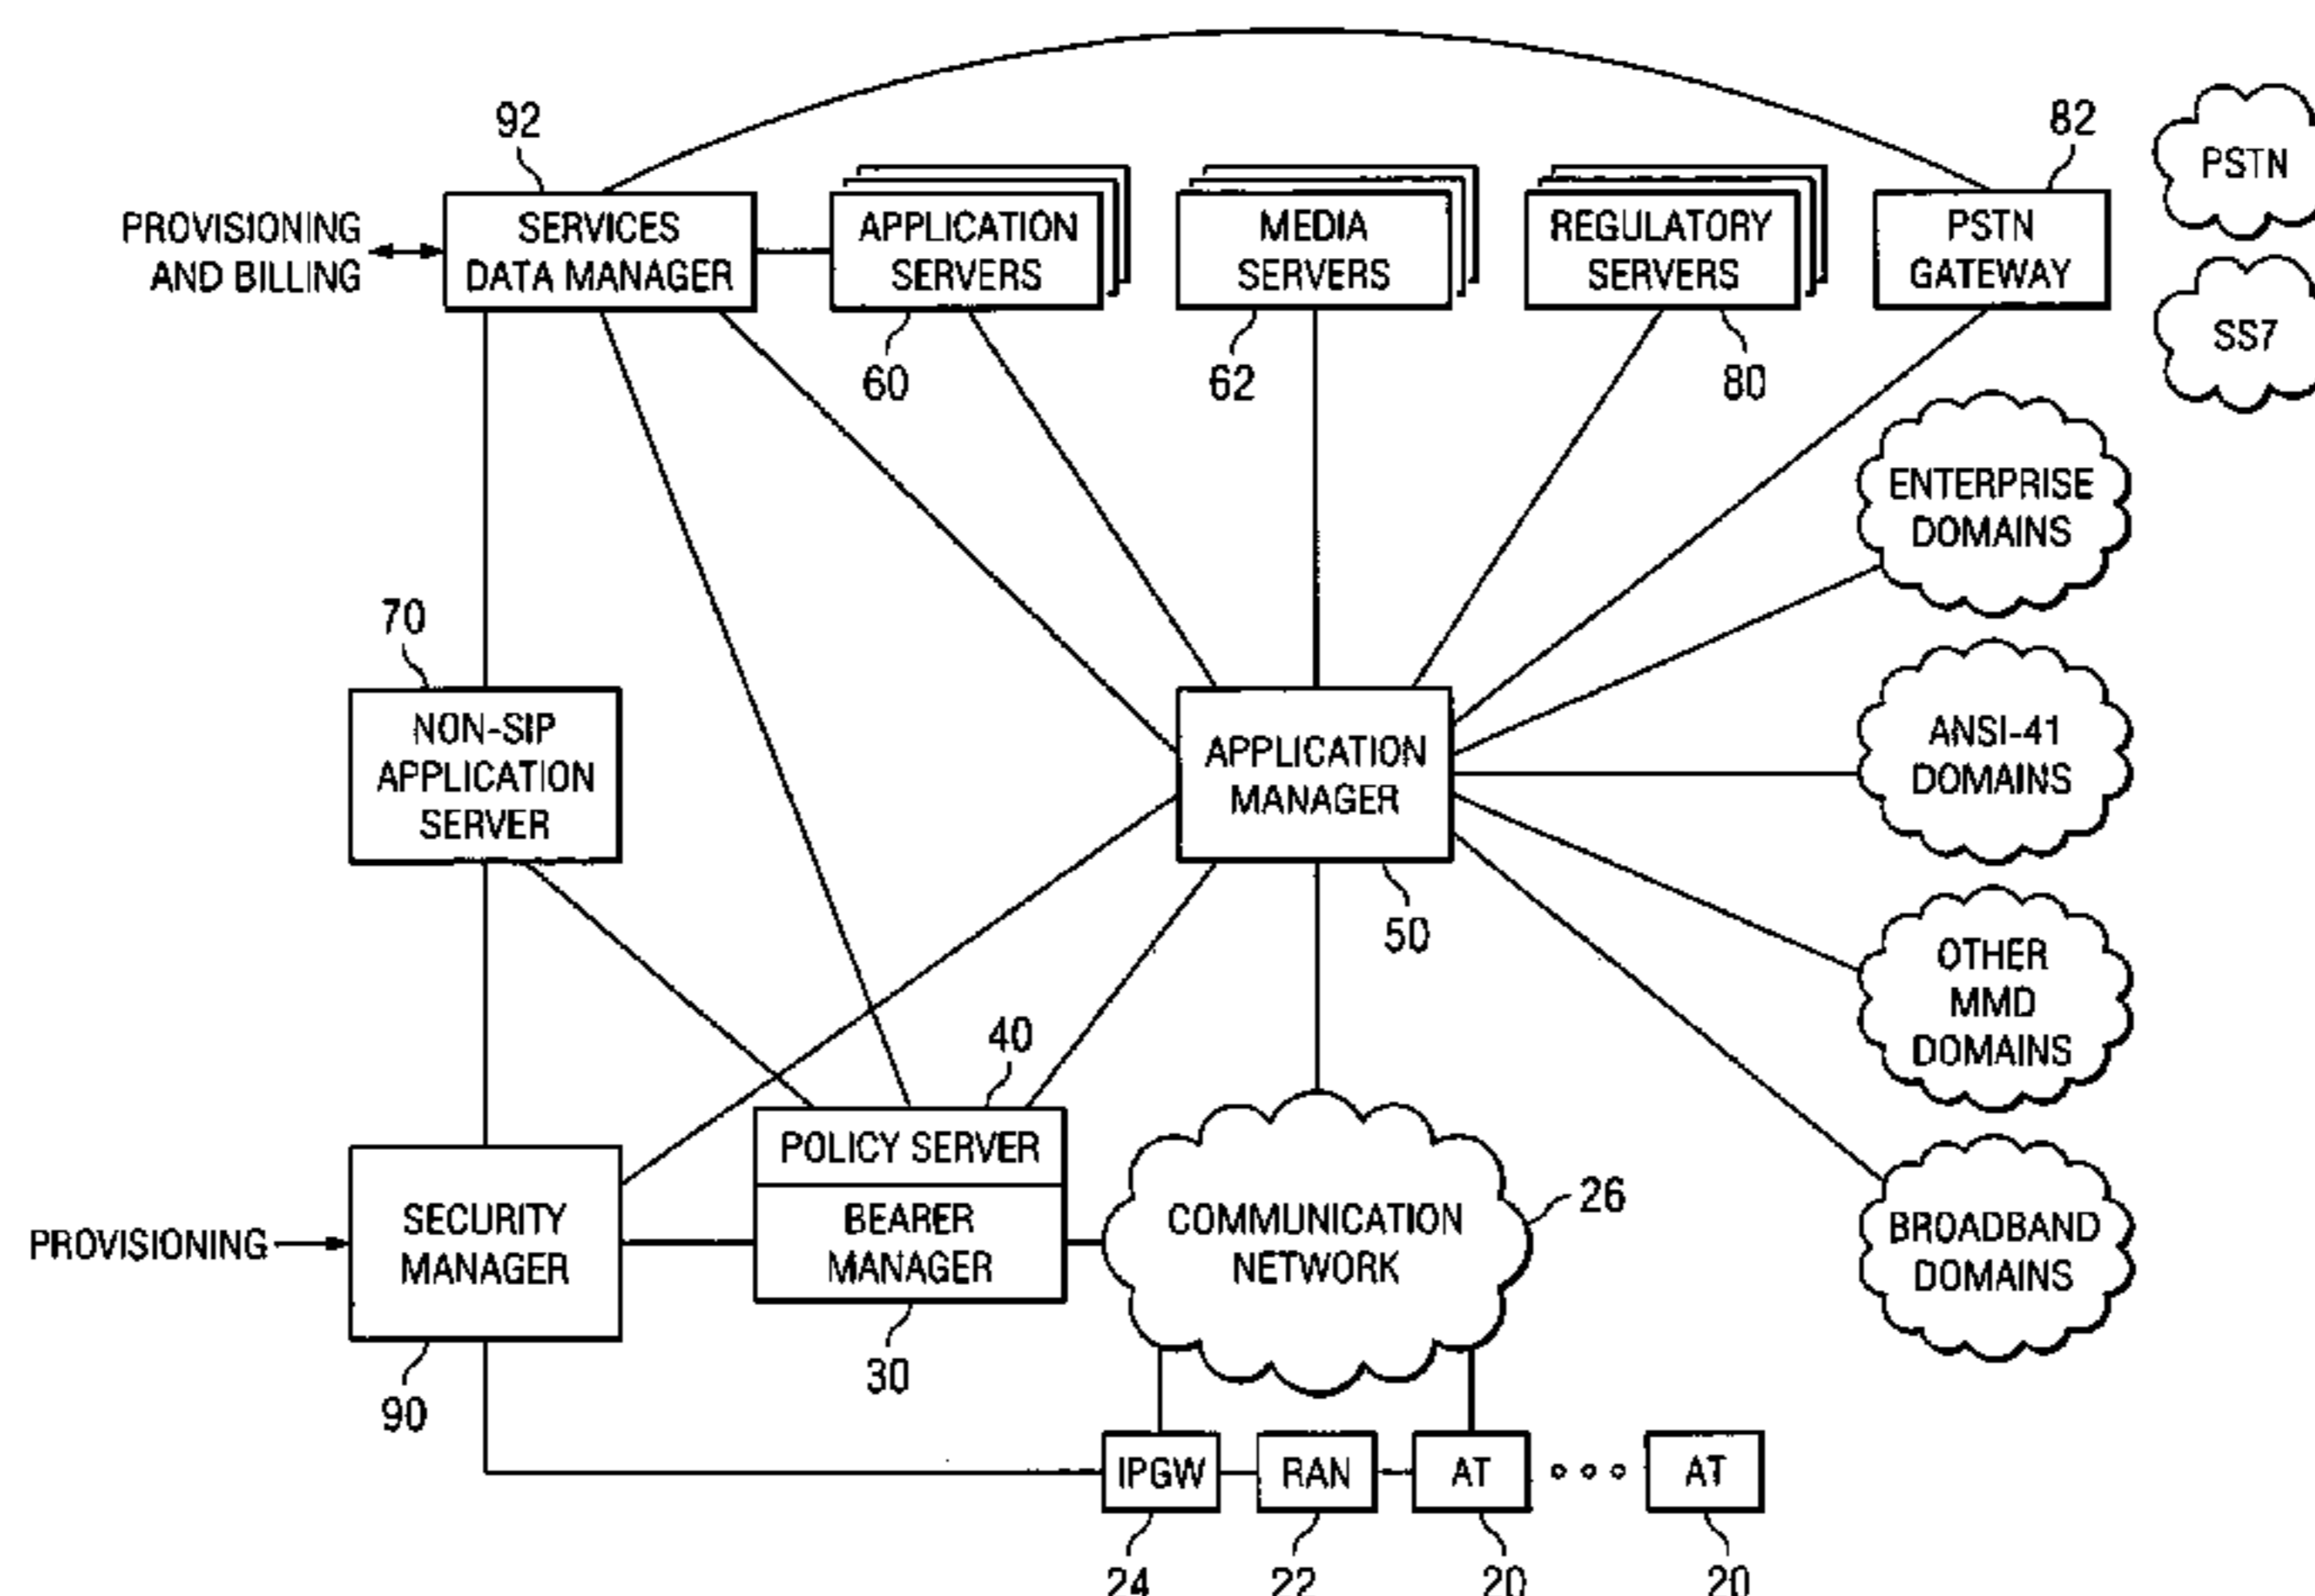 92
82
PSTN
PROVISIONING
AND BILLING
SERVICES
DATA MANAGER
APPLICATION
SERVERS
MEDIA
SERVERS
REGULATORY
SERVERS
PSTN
GATEWAY
SS7
60
62
80
ENTERPRISE
DOMAINS
70
NON-SIP
APPLICATION
SERVER
APPLICATION
MANAGER
ANSI-41
DOMAINS
50
OTHER
MMD
DOMAINS
40
POLICY SERVER
BEARER
MANAGER
PROVISIONING
SECURITY
MANAGER
COMMUNICATION
NETWORK
26
BROADBAND
DOMAINS
30
90
IPGW
RAN
AT
AT
24
22
20
20